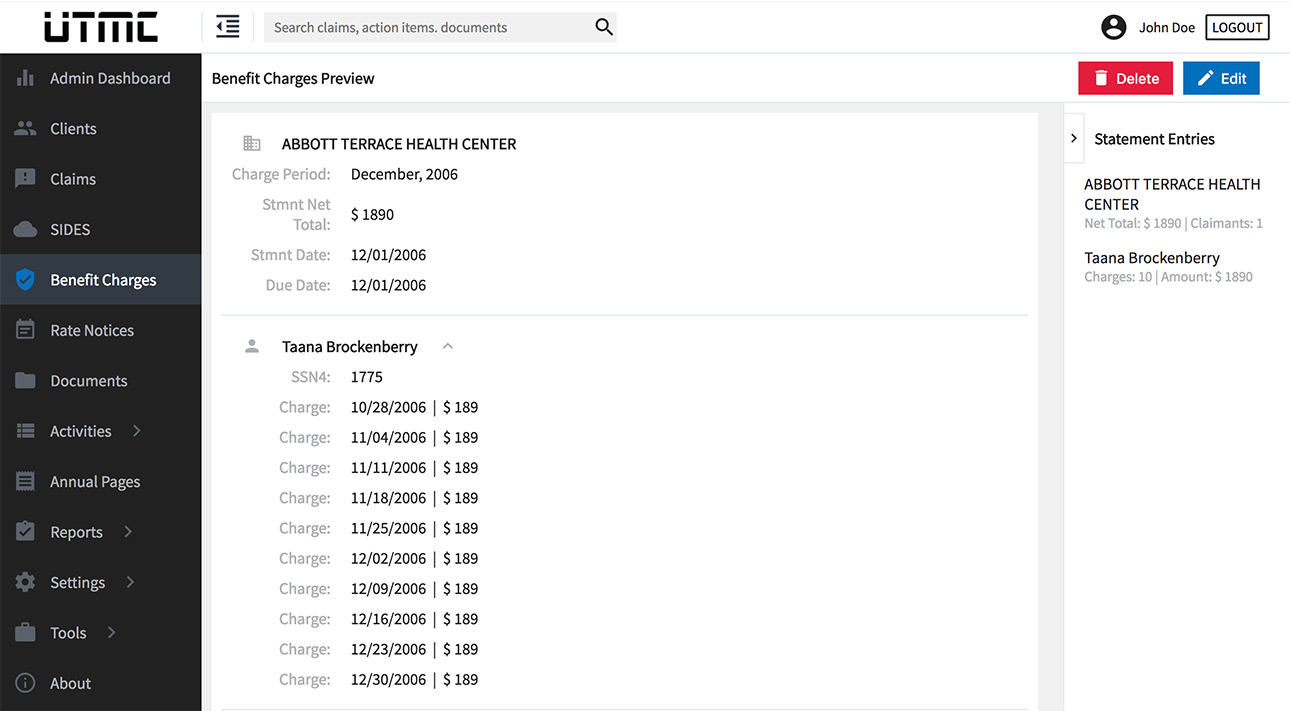 UTMC
Search claims, action items. documents
John Doe
LOGOUT
Admin Dashboard
Clients
Claims
SIDES
Benefit Charges
Rate Notices
Documents
Activities
Annual Pages
Reports
Settings
Tools
About
Benefit Charges Preview
Delete
Edit
ABBOTT TERRACE HEALTH CENTER
Charge Period: December, 2006
Stmnt Net
Total: $ 1890
Stmnt Date: 12/01/2006
Due Date: 12/01/2006
Taana Brockenberry
SSN4: 1775
Charge: 10/28/2006 | $ 189
Charge: 11/04/2006 | $ 189
Charge: 11/11/2006 | $ 189
Charge: 11/18/2006 | $ 189
Charge: 11/25/2006 | $ 189
Charge: 12/02/2006 | $ 189
Charge: 12/09/2006 | $ 189
Charge: 12/16/2006 | $ 189
Charge: 12/23/2006 | $ 189
Charge: 12/30/2006 | $ 189
Statement Entries
ABBOTT TERRACE HEALTH
CENTER
Net Total: $ 1890 | Claimants: 1
Taana Brockenberry
Charges: 10 | Amount: $ 1890